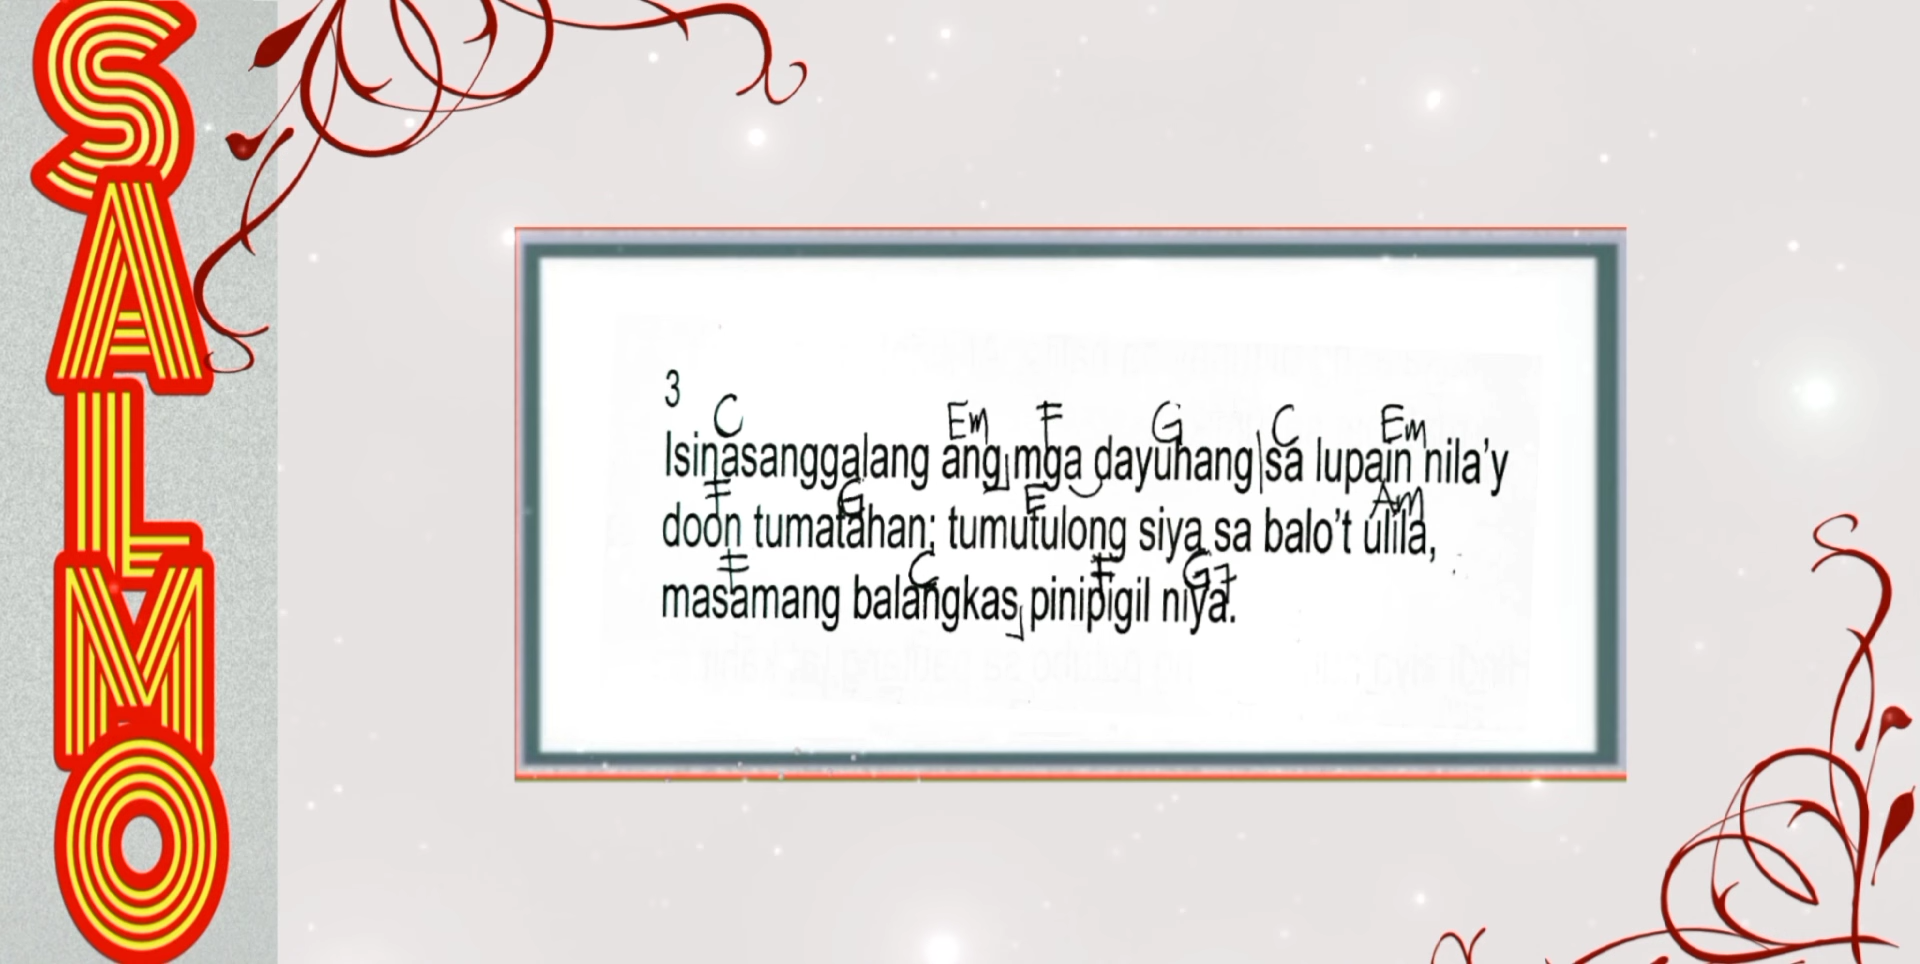 SALMO
3
C Em F G C Em
Isinasanggalang ang mga dayuhang sa lupain nila'y
F G E Am
doon tumatahan; tumutulong siya sa balo't ulila,
F C F G7
masamang balangkas pinipigil niya.